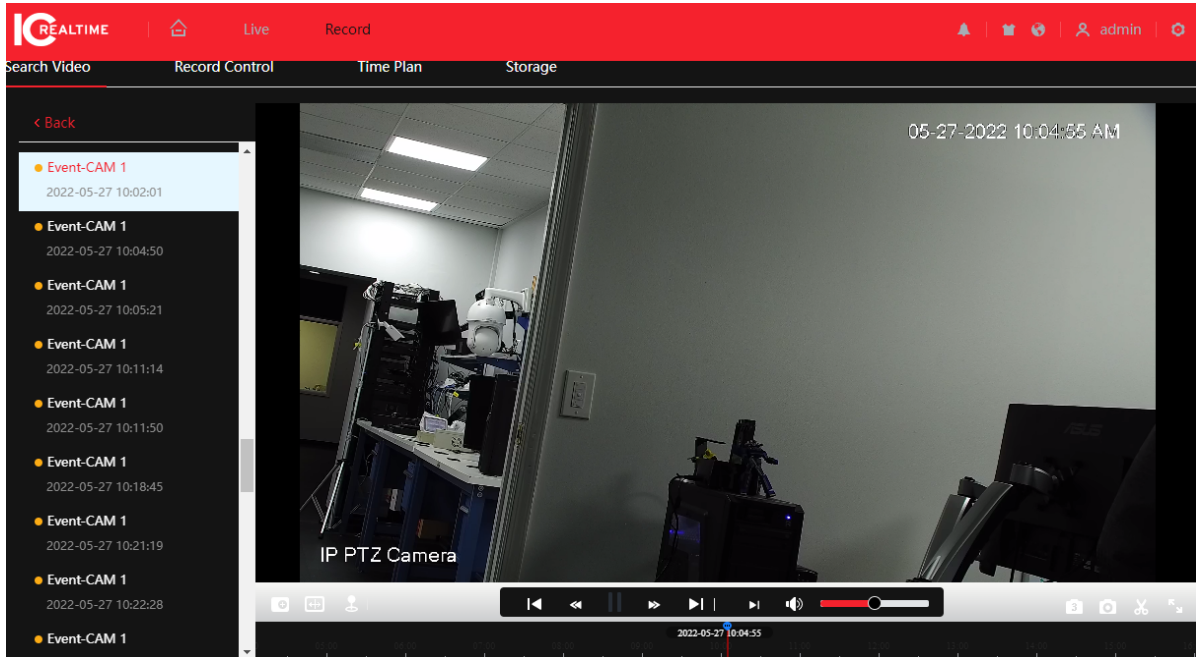 IC REALTIME
Live
Record
admin
Search Video
Record Control
Time Plan
Storage
< Back
Event-CAM 1
2022-05-27 10:02:01
Event-CAM 1
2022-05-27 10:04:50
Event-CAM 1
2022-05-27 10:05:21
Event-CAM 1
2022-05-27 10:11:14
Event-CAM 1
2022-05-27 10:11:50
Event-CAM 1
2022-05-27 10:18:45
Event-CAM 1
2022-05-27 10:21:19
Event-CAM 1
2022-05-27 10:22:28
Event-CAM 1
05-27-2022 10:04:55 AM
ASUS
IP PTZ Camera
3
2022-05-27 10:04:55